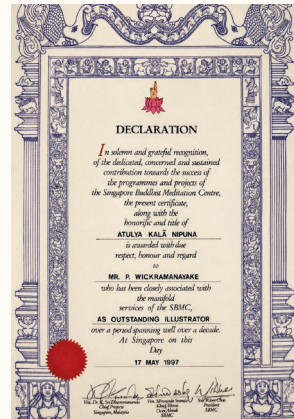 DECLARATION
In solemn and grateful recognition,
of the dedicated, concerned and sustained
contribution towards the success of
the programmes and projects of
the Singapore Buddhist Meditation Centre,
the present certificate,
along with the
honorific and title of
ATULYA KALĀ NIPUNA
is awarded with due
respect, honour and regard
to
MR. P. WICKRAMANAYAKE
who has been closely associated with
the manifold
services of the SBMC,
AS OUTSTANDING ILLUSTRATOR
over a period spanning well over a decade.
At Singapore on this
Day
17 MAY 1997
Chief Projects
President
Singapore, Malaysia
SBMC
SBMC